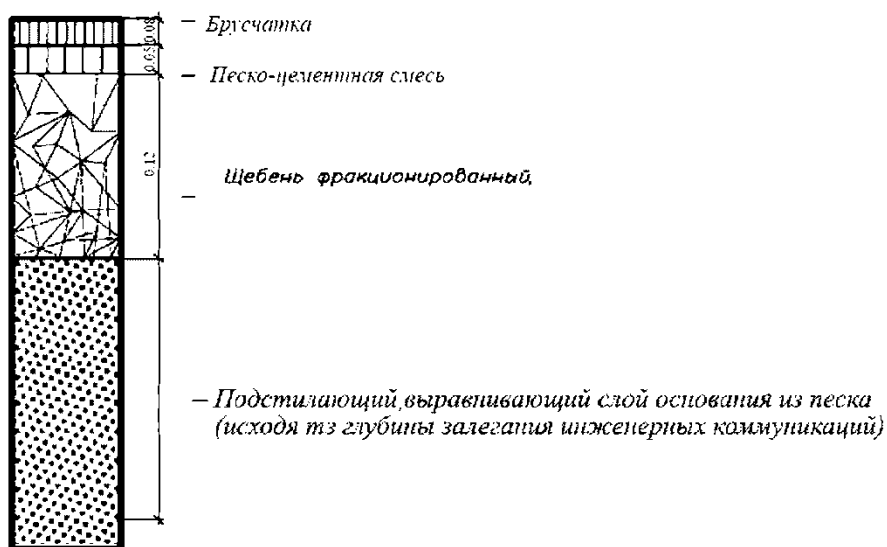 0.08
– Брусчатка
0.05
– Песко-цементная смесь
0.12
– Щебень фракционированный,
– Подстилающий,выравнивающий слой основания из песка
(исходя тз глубины залегания инженерных коммуникаций)